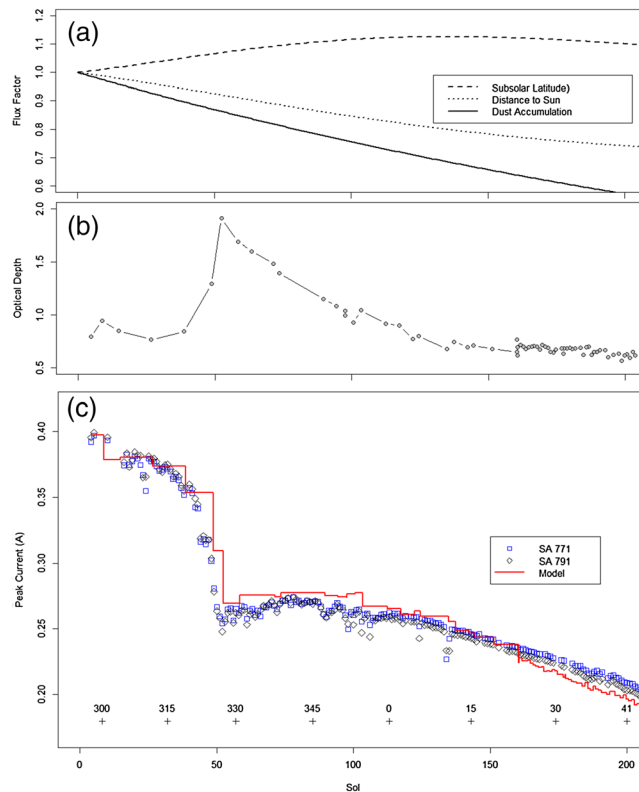 (a)
Flux Factor
1.2
1.1
1.0
0.9
0.8
0.7
0.6
Subsolar Latitude)
Distance to Sun
Dust Accumulation
(b)
Optical Depth
2.0
1.5
1.0
0.5
(c)
Peak Current (A)
0.40
0.35
0.30
0.25
0.20
SA 771
SA 791
Model
300 315 330 345 0 15 30 41
0 50 100 150 200
Sol